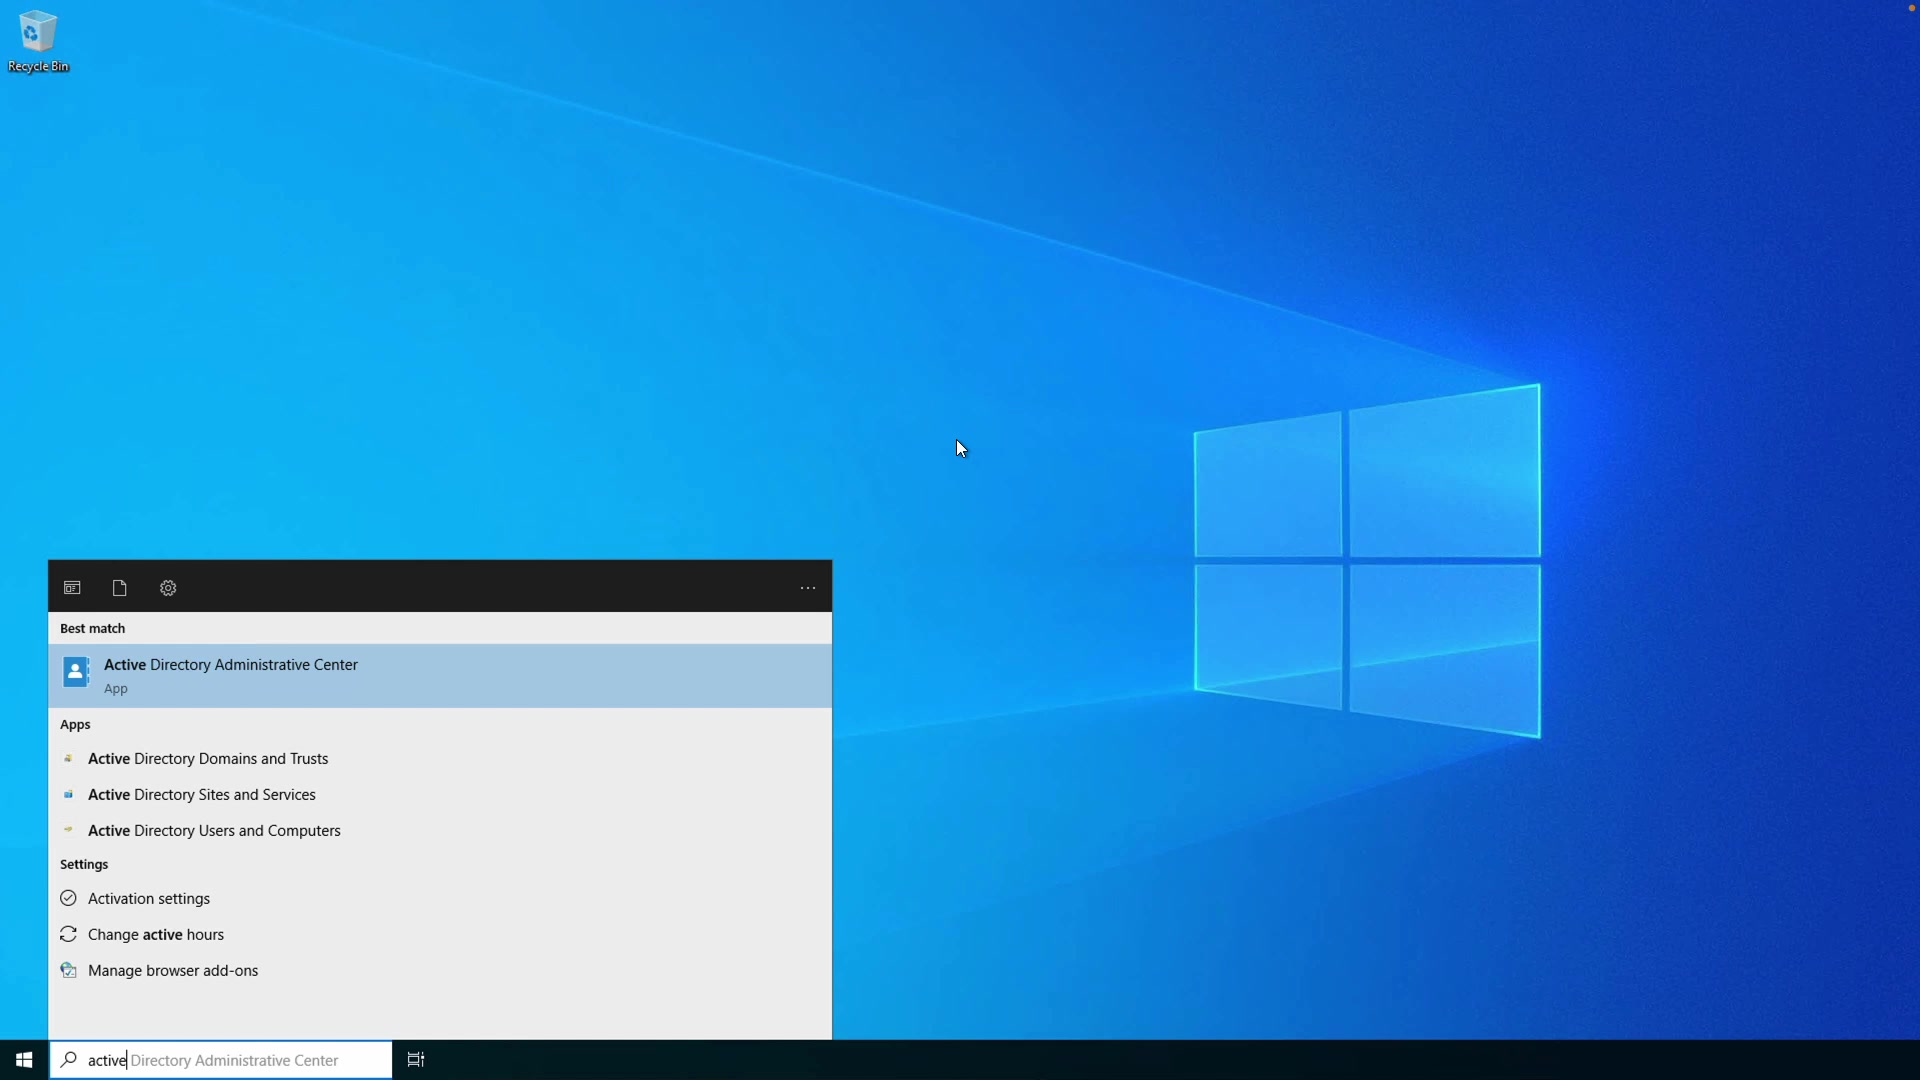 Recycle Bin
Best match
Active Directory Administrative Center
App
Apps
Active Directory Domains and Trusts
Active Directory Sites and Services
Active Directory Users and Computers
Settings
Activation settings
Change active hours
Manage browser add-ons
active Directory Administrative Center